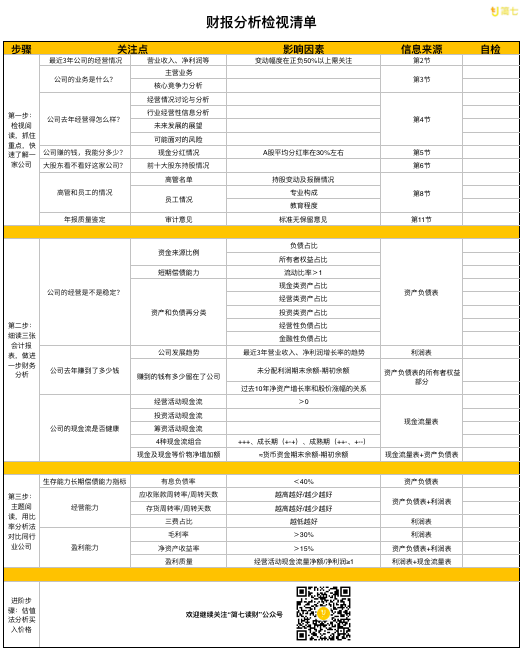 简七
财报分析检视清单
步骤 关注点 影响因素 信息来源 自检
第一步：检视阅读，抓住重点，快速了解一家公司
最近3年公司的经营情况 营业收入、净利润等 变动幅度在正负50%以上需关注 第2节
公司的业务是什么？ 主营业务 第3节
核心竞争力分析
公司去年经营得怎么样？ 经营情况讨论与分析 第4节
行业经营性信息分析
未来发展的展望
可能面对的风险
公司赚的钱，我能分多少？ 现金分红情况 A股平均分红率在30%左右 第5节
大股东看不看好这家公司？ 前十大股东持股情况 第6节
高管和员工的情况 高管名单 持股变动及报酬情况 第8节
员工情况 专业构成
教育程度
年报质量鉴定 审计意见 标准无保留意见 第11节
第二步：细读三张会计报表，做进一步财务分析
公司的经营是不是稳定？ 资金来源比例 负债占比 资产负债表
所有者权益占比
短期偿债能力 流动比率＞1
资产和负债再分类 现金类资产占比
经营类资产占比
投资类资产占比
经营性负债占比
金融性负债占比
公司去年赚到了多少钱 公司发展趋势 最近3年营业收入、净利润增长率的趋势 利润表
赚到的钱有多少留在了公司 未分配利润期末余额-期初余额 资产负债表的所有者权益部分
过去10年净资产增长率和股价涨幅的关系
公司的现金流是否健康 经营活动现金流 ＞0 现金流量表
投资活动现金流
筹资活动现金流
4种现金流组合 +++、成长期（+-+）、成熟期（++-、+--）
现金及现金等价物净增加额 ≈货币资金期末余额-期初余额 现金流量表+资产负债表
第三步：主题阅读，用比率分析法对比同行业公司
生存能力长期偿债能力指标 有息负债率 ＜40% 资产负债表
经营能力 应收账款周转率/周转天数 越高越好/越少越好 资产负债表+利润表
存货周转率/周转天数 越高越好/越少越好
三费占比 越低越好 利润表
盈利能力 毛利率 ＞30% 利润表
净资产收益率 ＞15% 资产负债表+利润表
盈利质量 经营活动现金流量净额/净利润≥1 利润表+现金流量表
进阶步骤：估值法分析买入价格
欢迎继续关注“简七读财”公众号